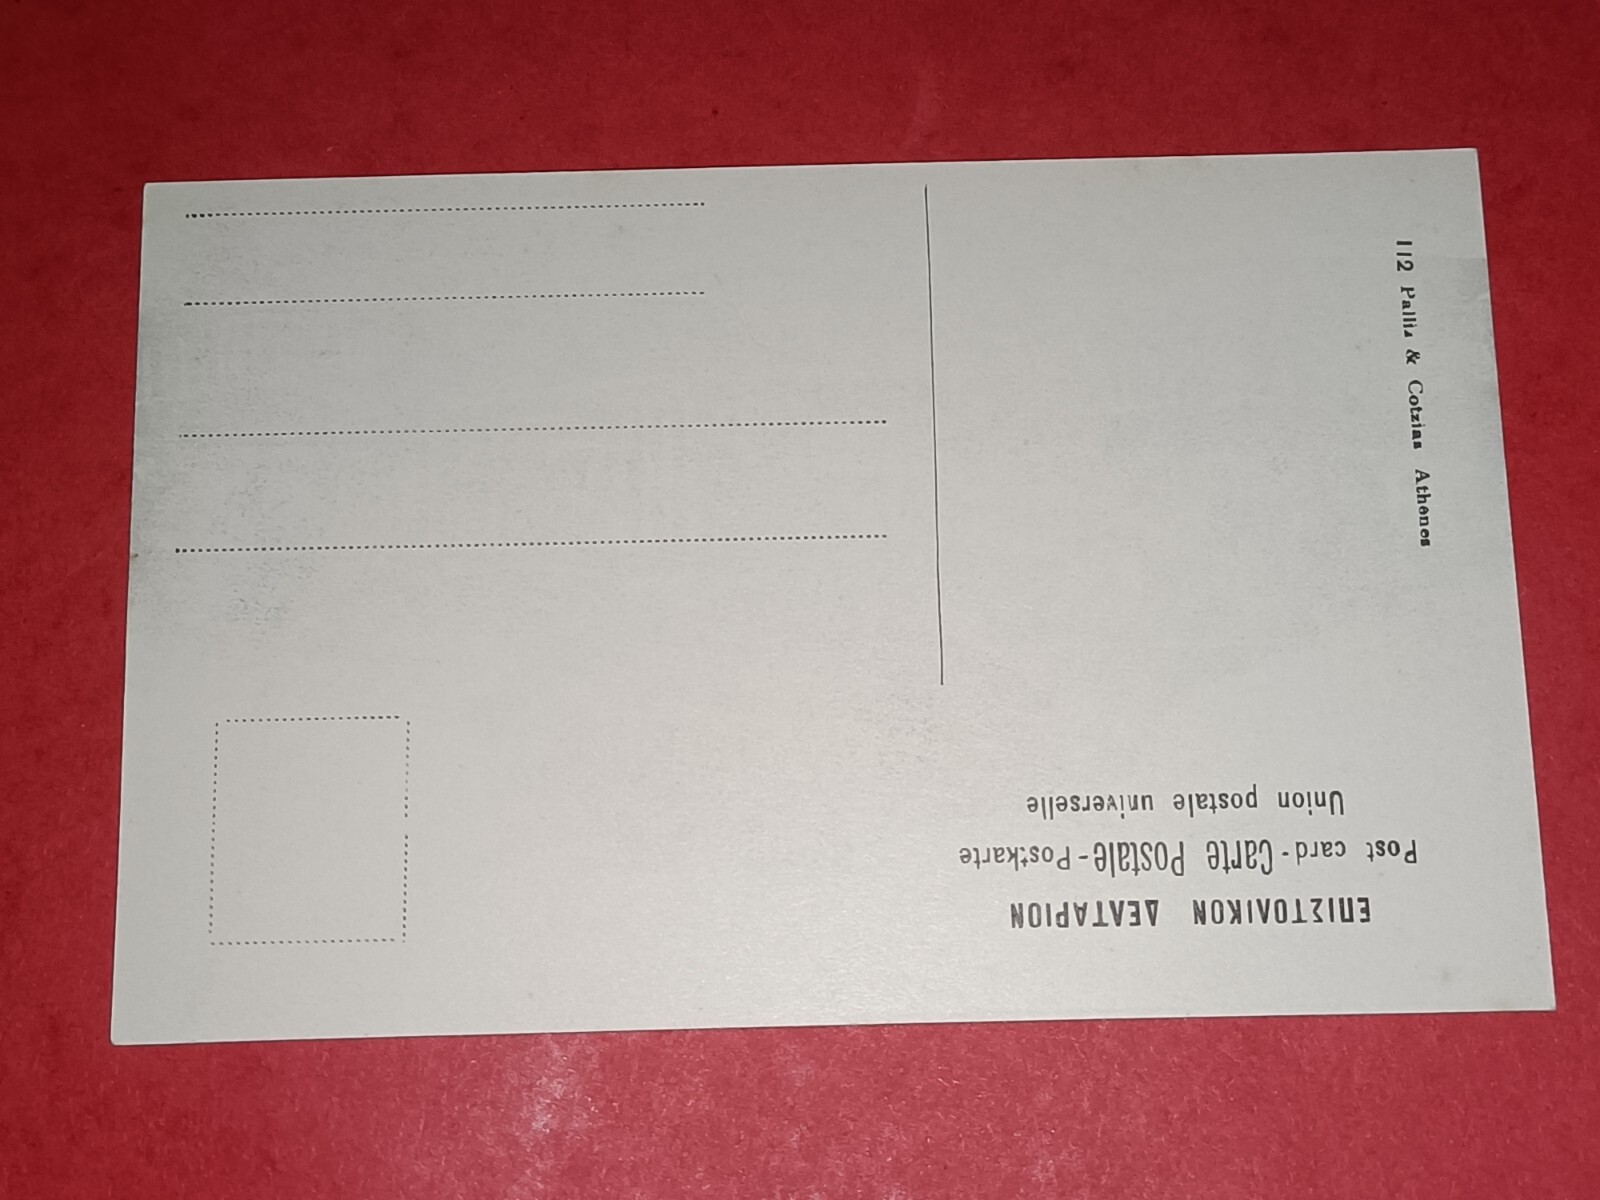 ΕΠΙΣΤΟΛΙΚΟΝ ΔΕΛΤΑΡΙΟΝ
Post card - Carte Postale - Postkarte
Union postale universelle
112 Pallis & Cotzias Athenes